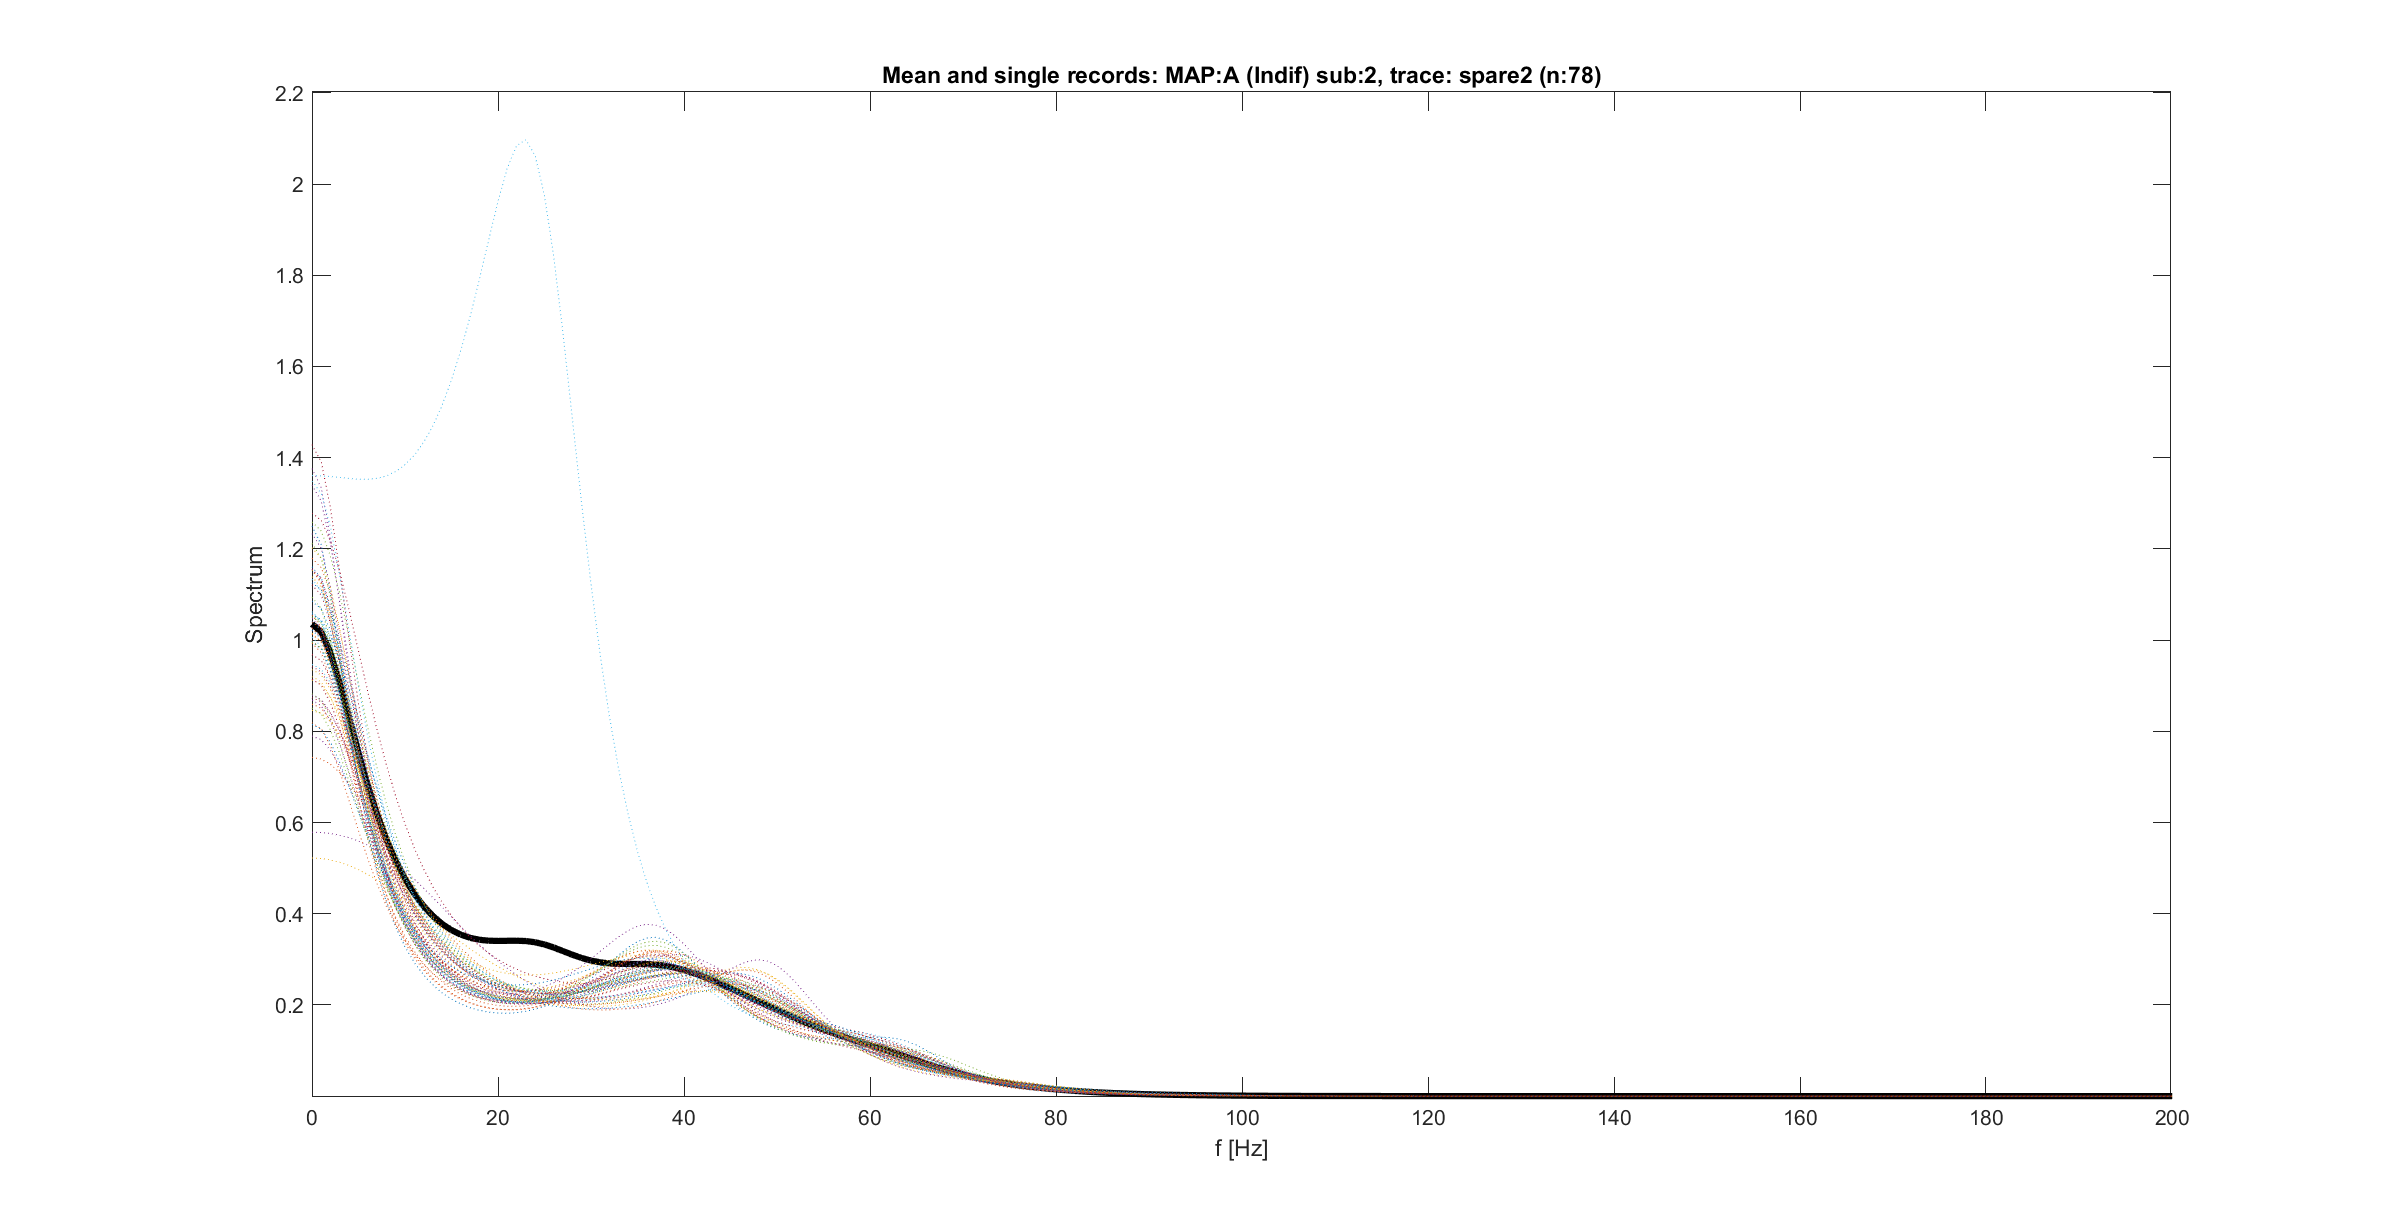 Mean and single records: MAP:A (Indif) sub:2, trace: spare2 (n:78)
2.2
2
1.8
1.6
1.4
1.2
1
0.8
0.6
0.4
0.2
Spectrum
0 20 40 60 80 100 120 140 160 180 200
f [Hz]